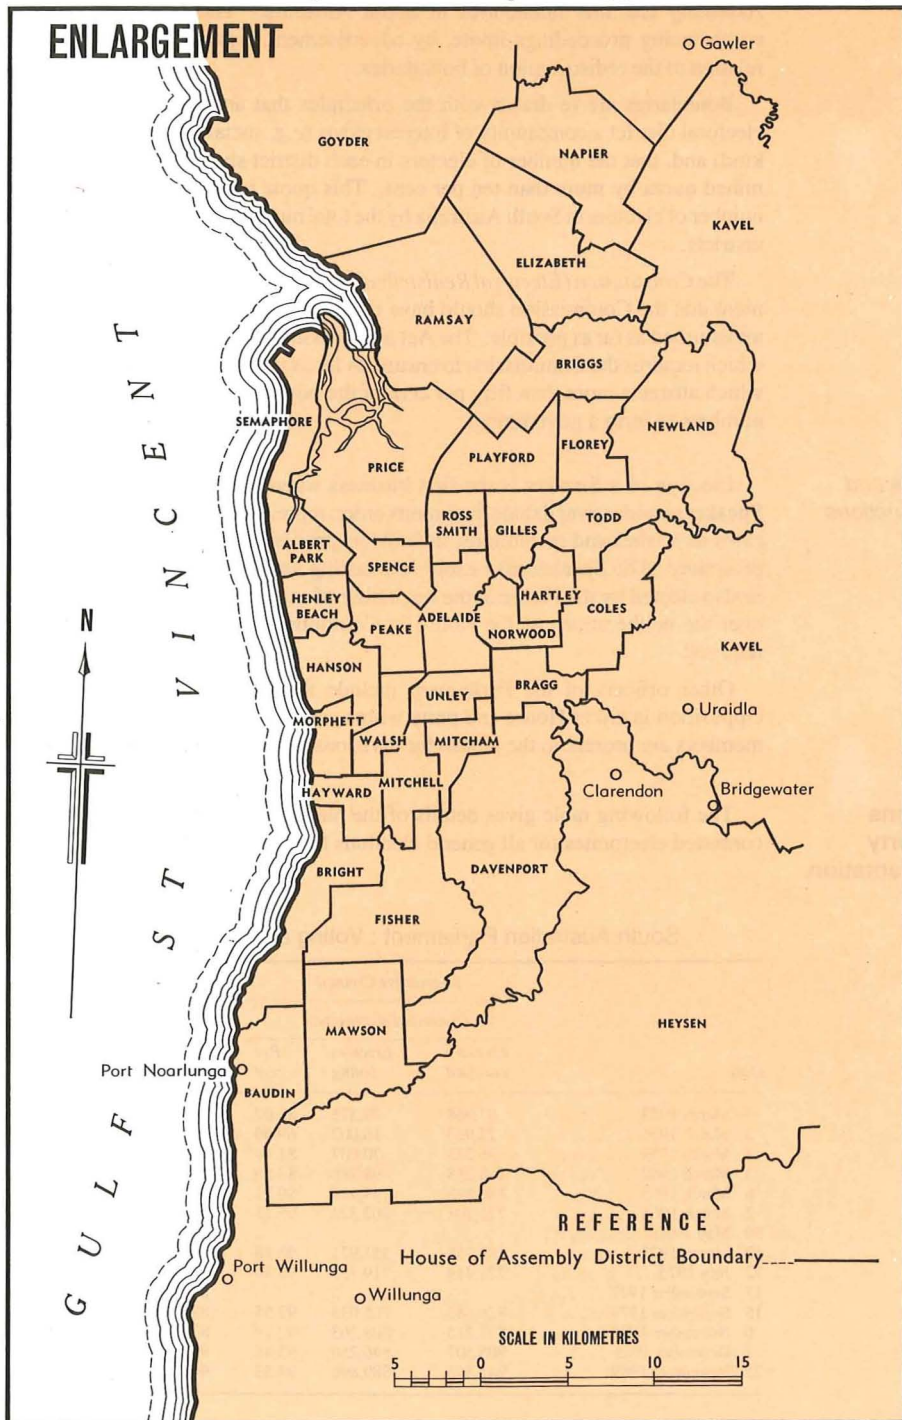 ENLARGEMENT
Gawler
GOYDER
NAPIER
KAVEL
ELIZABETH
RAMSAY
BRIGGS
SEMAPHORE
NEWLAND
FLOREY
PLAYFORD
PRICE
ROSS
SMITH
GILLES
TODD
ALBERT
PARK
SPENCE
HENLEY
BEACH
HARTLEY
COLES
ADELAIDE
PEAKE
NORWOOD
KAVEL
HANSON
BRAGG
UNLEY
Uraidla
MORPHETT
WALSH
MITCHAM
Clarendon
Bridgewater
HAYWARD
MITCHELL
BRIGHT
DAVENPORT
FISHER
HEYSEN
MAWSON
Port Noarlunga
BAUDIN
GULF ST VINCENT
N
REFERENCE
House of Assembly District Boundary
Port Willunga
Willunga
SCALE IN KILOMETRES
5 0 5 10 15